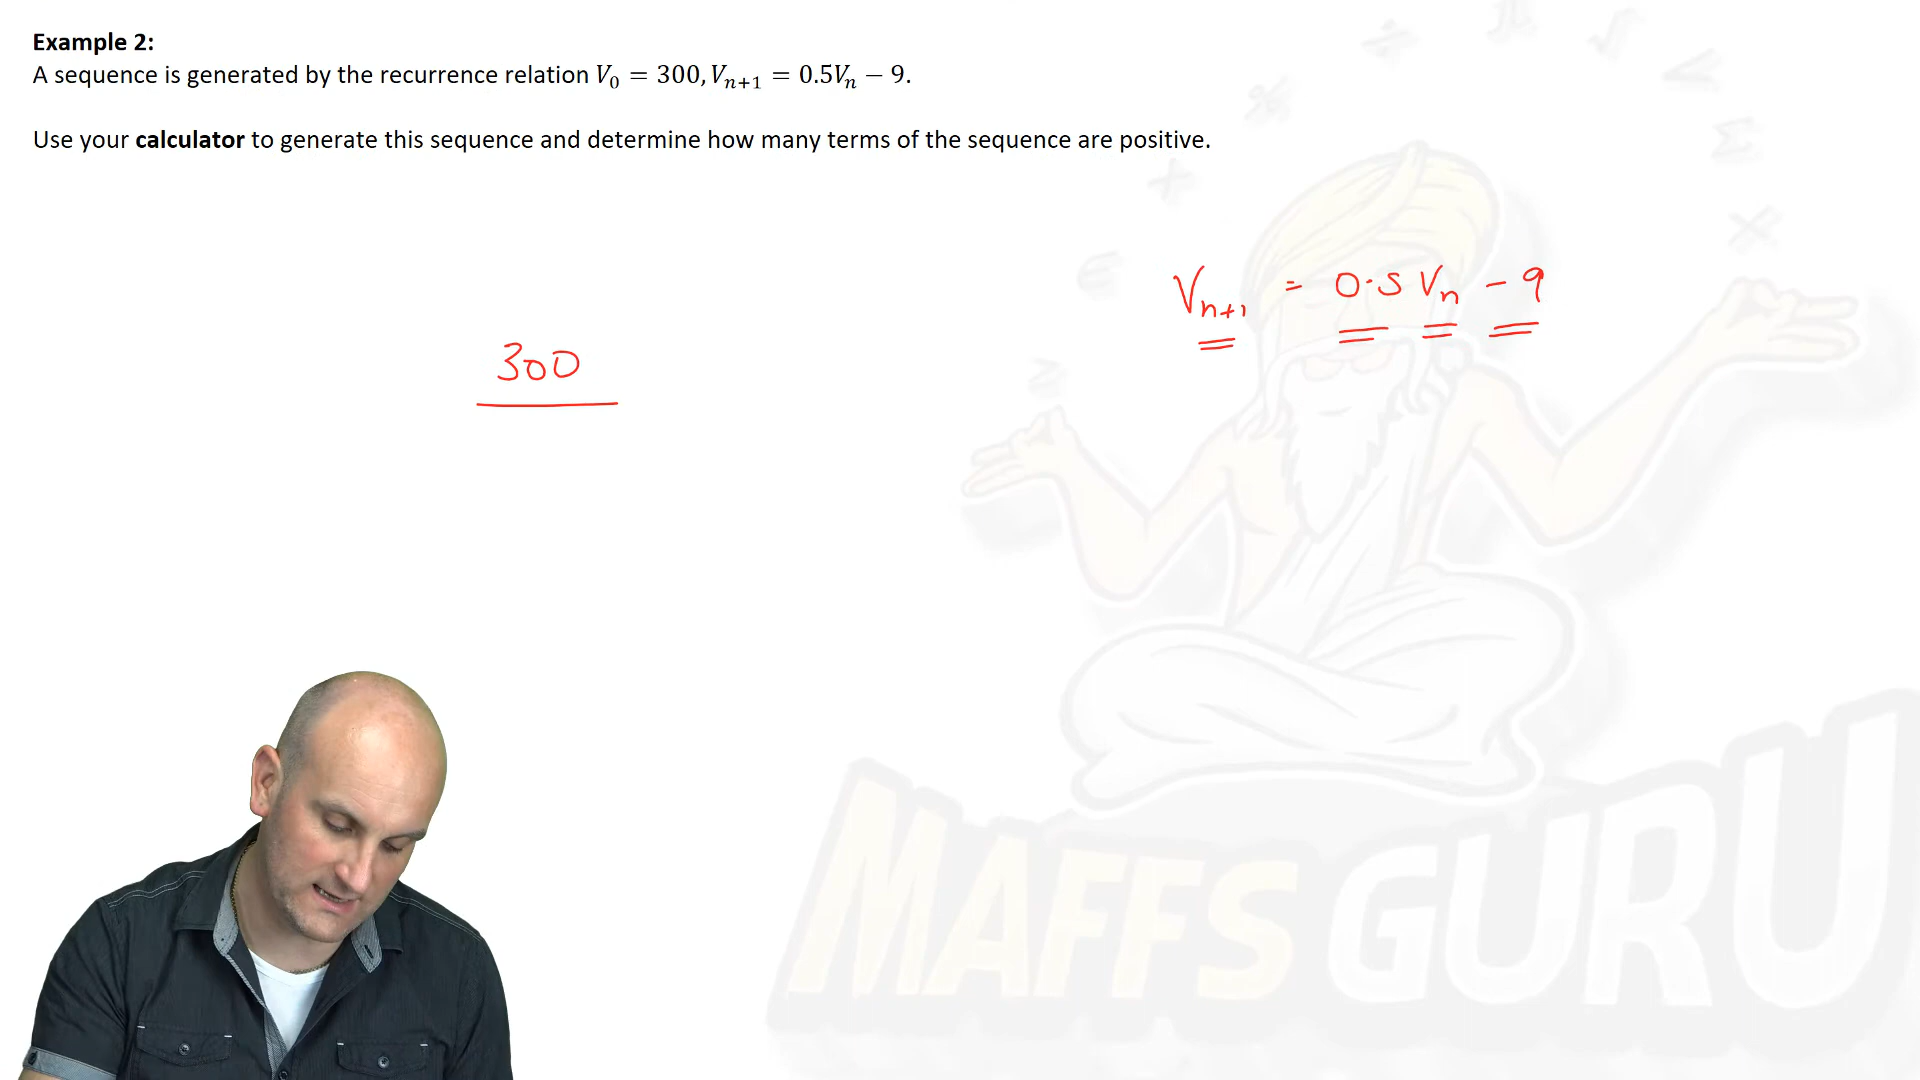 Example 2:
A sequence is generated by the recurrence relation V₀ = 300, Vₙ₊₁ = 0.5Vₙ − 9.
Use your calculator to generate this sequence and determine how many terms of the sequence are positive.
Vₙ₊₁ = 0.5 Vₙ − 9
300
MAFFS GURU